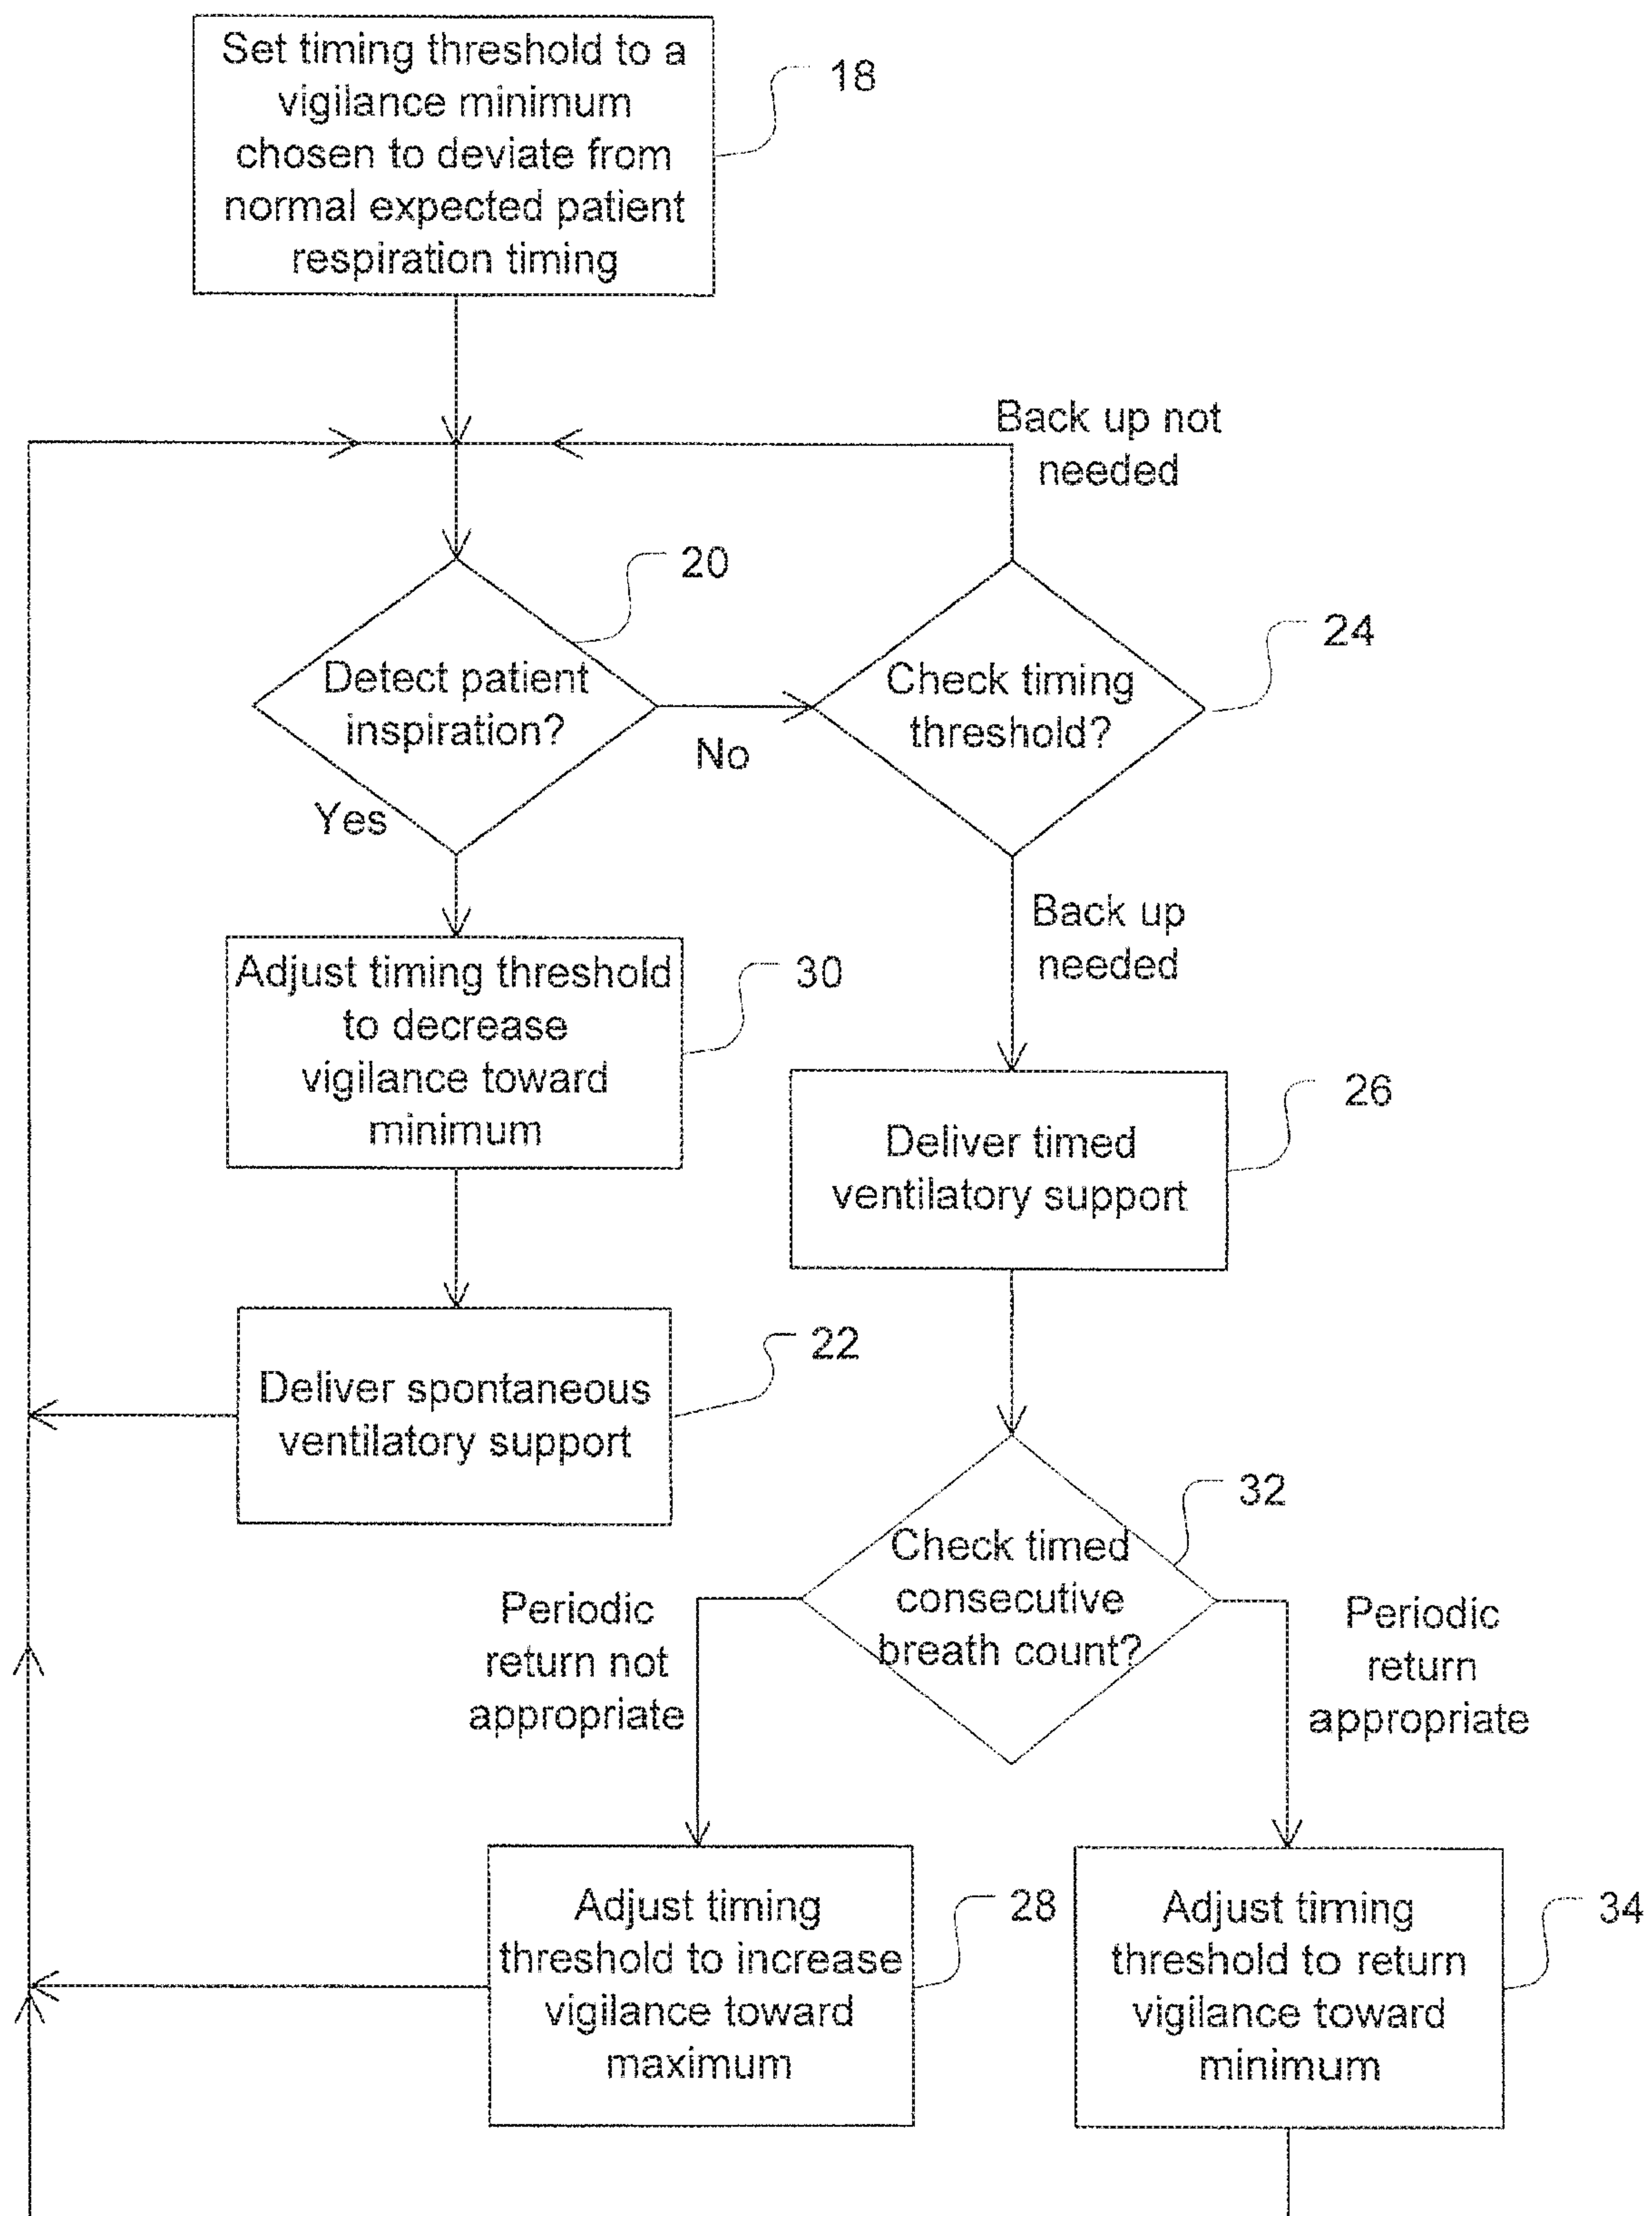 Set timing threshold to a
vigilance minimum
chosen to deviate from
normal expected patient
respiration timing
18
Back up not
needed
20
Detect patient
inspiration?
No
Yes
24
Check timing
threshold?
Back up
needed
Adjust timing threshold
to decrease
vigilance toward
minimum
30
26
Deliver timed
ventilatory support
22
Deliver spontaneous
ventilatory support
32
Check timed
consecutive
breath count?
Periodic
return not
appropriate
Periodic
return
appropriate
Adjust timing
threshold to increase
vigilance toward
maximum
28
Adjust timing
threshold to return
vigilance toward
minimum
34